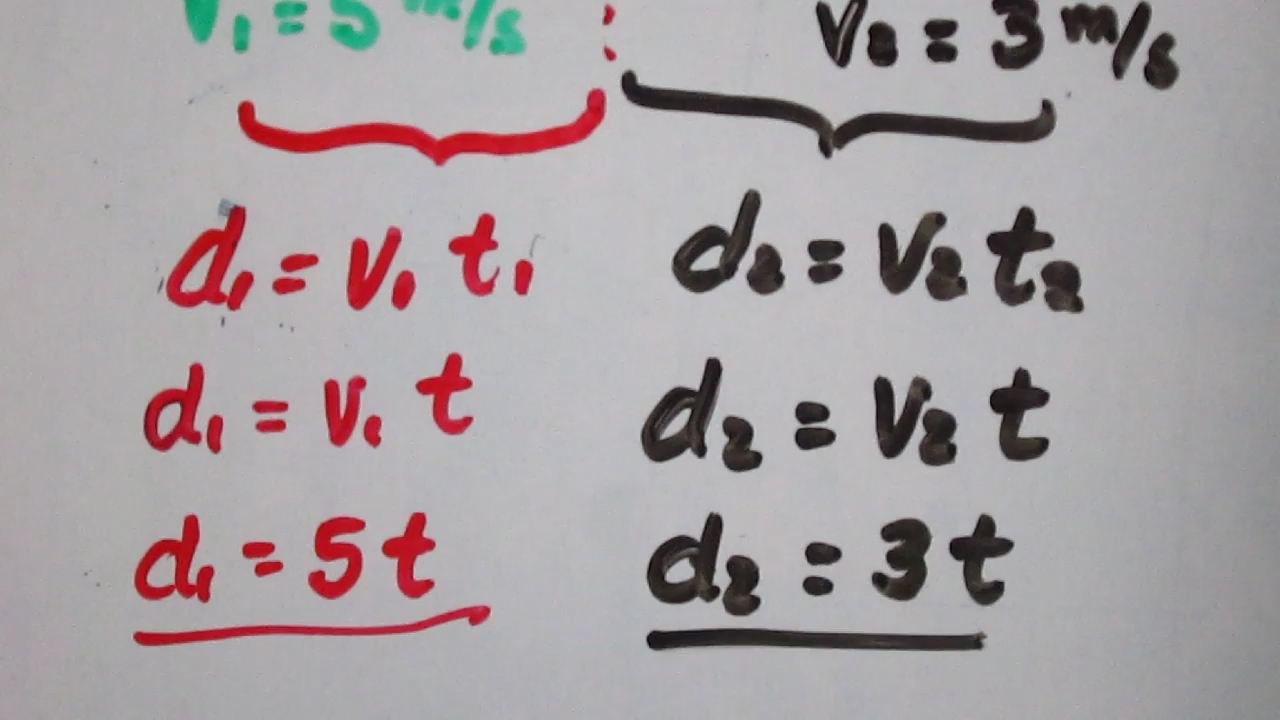 V₁ = 5 m/s
V₂ = 3 m/s
d₁ = V₁ t₁
d₂ = V₂ t₂
d₁ = V₁ t
d₂ = V₂ t
d₁ = 5t
d₂ = 3t